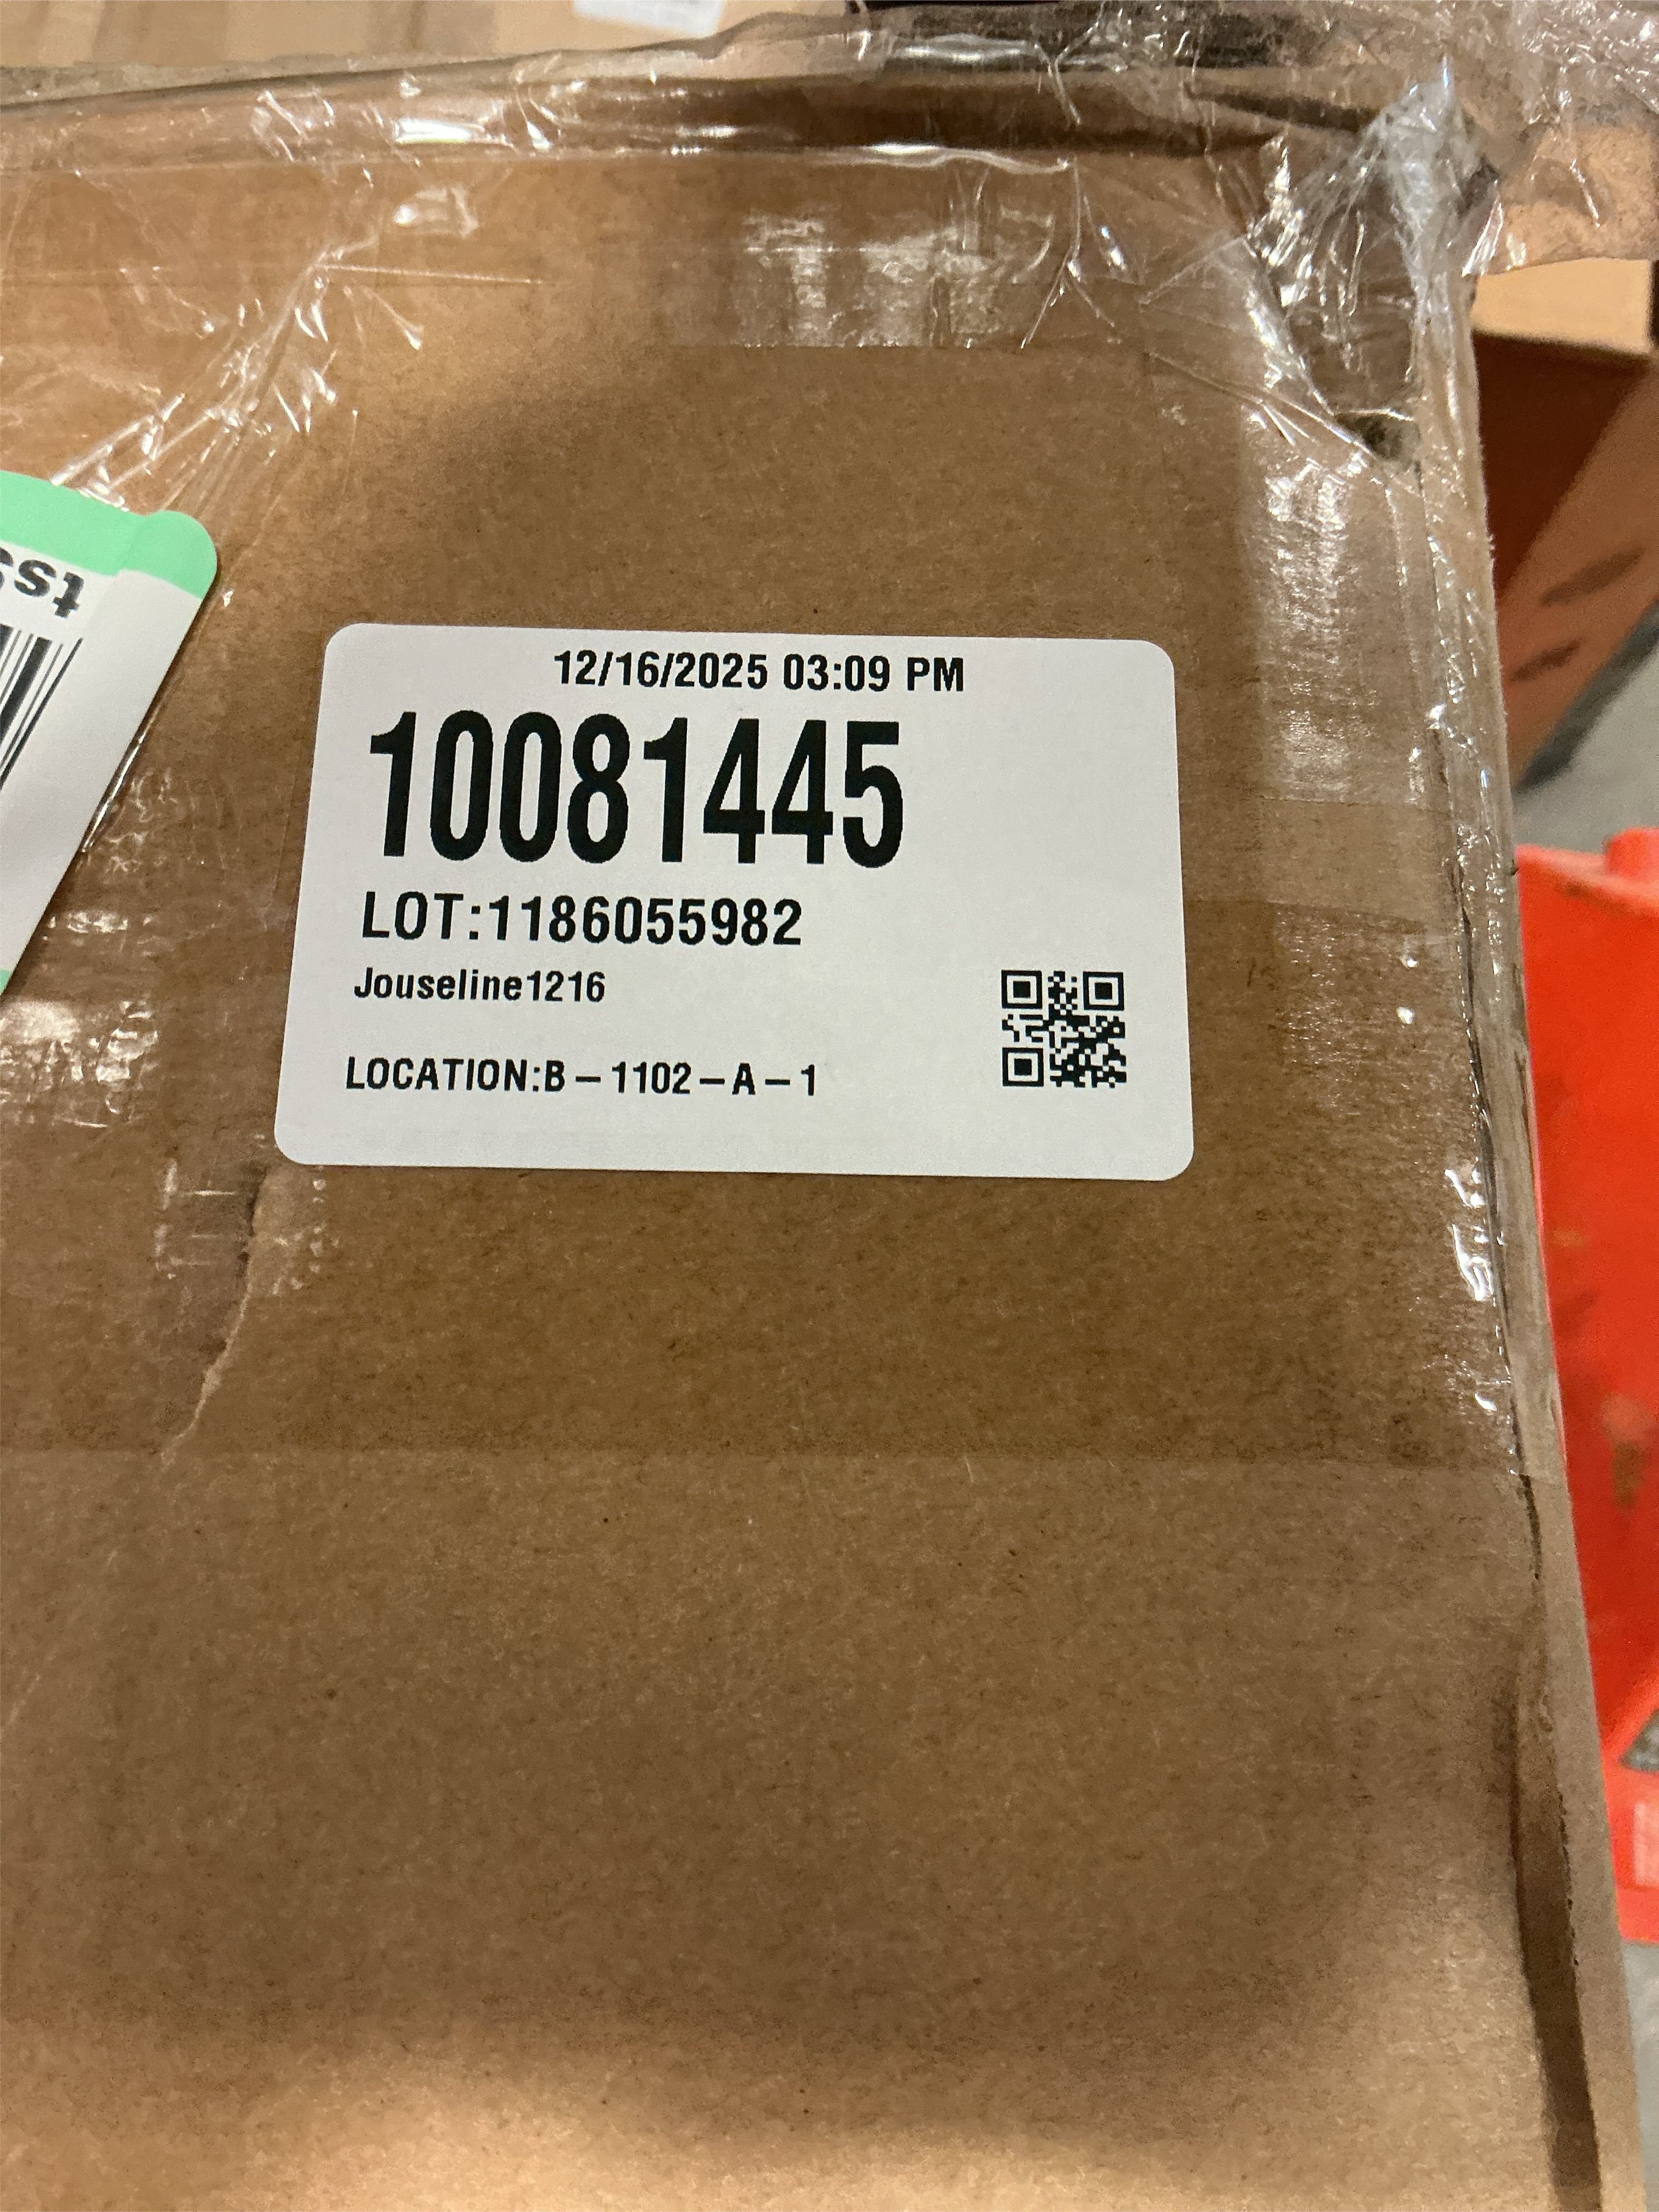 12/16/2025 03:09 PM
10081445
LOT:1186055982
Jouseline1216
LOCATION:B – 1102 – A – 1